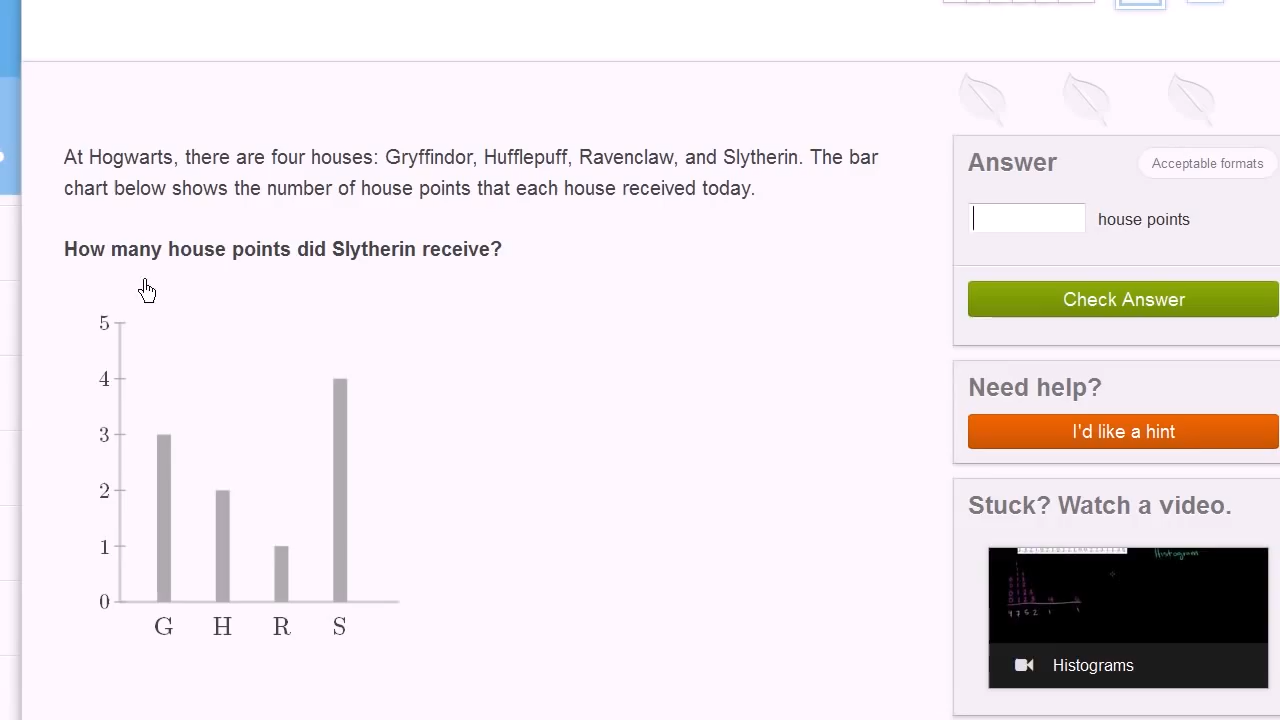 At Hogwarts, there are four houses: Gryffindor, Hufflepuff, Ravenclaw, and Slytherin. The bar
chart below shows the number of house points that each house received today.
How many house points did Slytherin receive?
5
4
3
2
1
0
G H R S
Answer
Acceptable formats
house points
Check Answer
Need help?
I'd like a hint
Stuck? Watch a video.
Histogram
Histograms